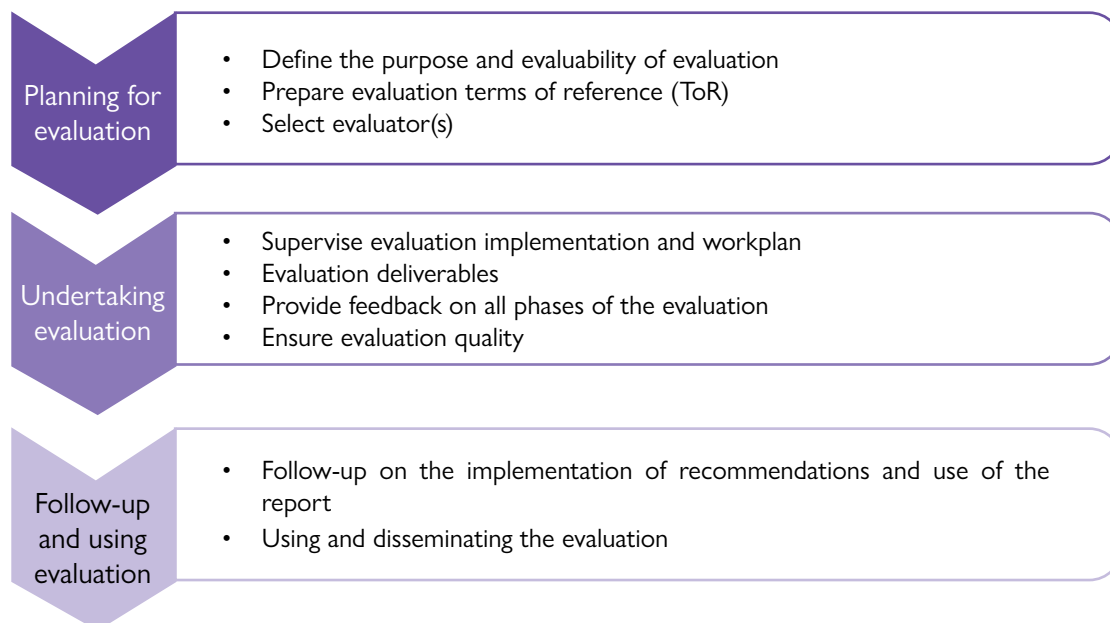 Planning for
evaluation
• Define the purpose and evaluability of evaluation
• Prepare evaluation terms of reference (ToR)
• Select evaluator(s)
Undertaking
evaluation
• Supervise evaluation implementation and workplan
• Evaluation deliverables
• Provide feedback on all phases of the evaluation
• Ensure evaluation quality
Follow-up
and using
evaluation
• Follow-up on the implementation of recommendations and use of the
report
• Using and disseminating the evaluation